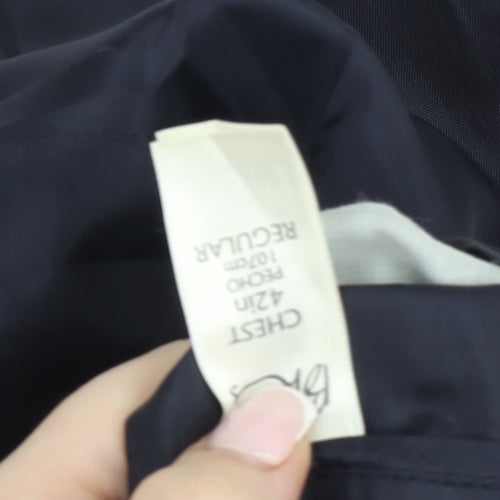 CHEST
42in
PECHO
107cm
REGULAR